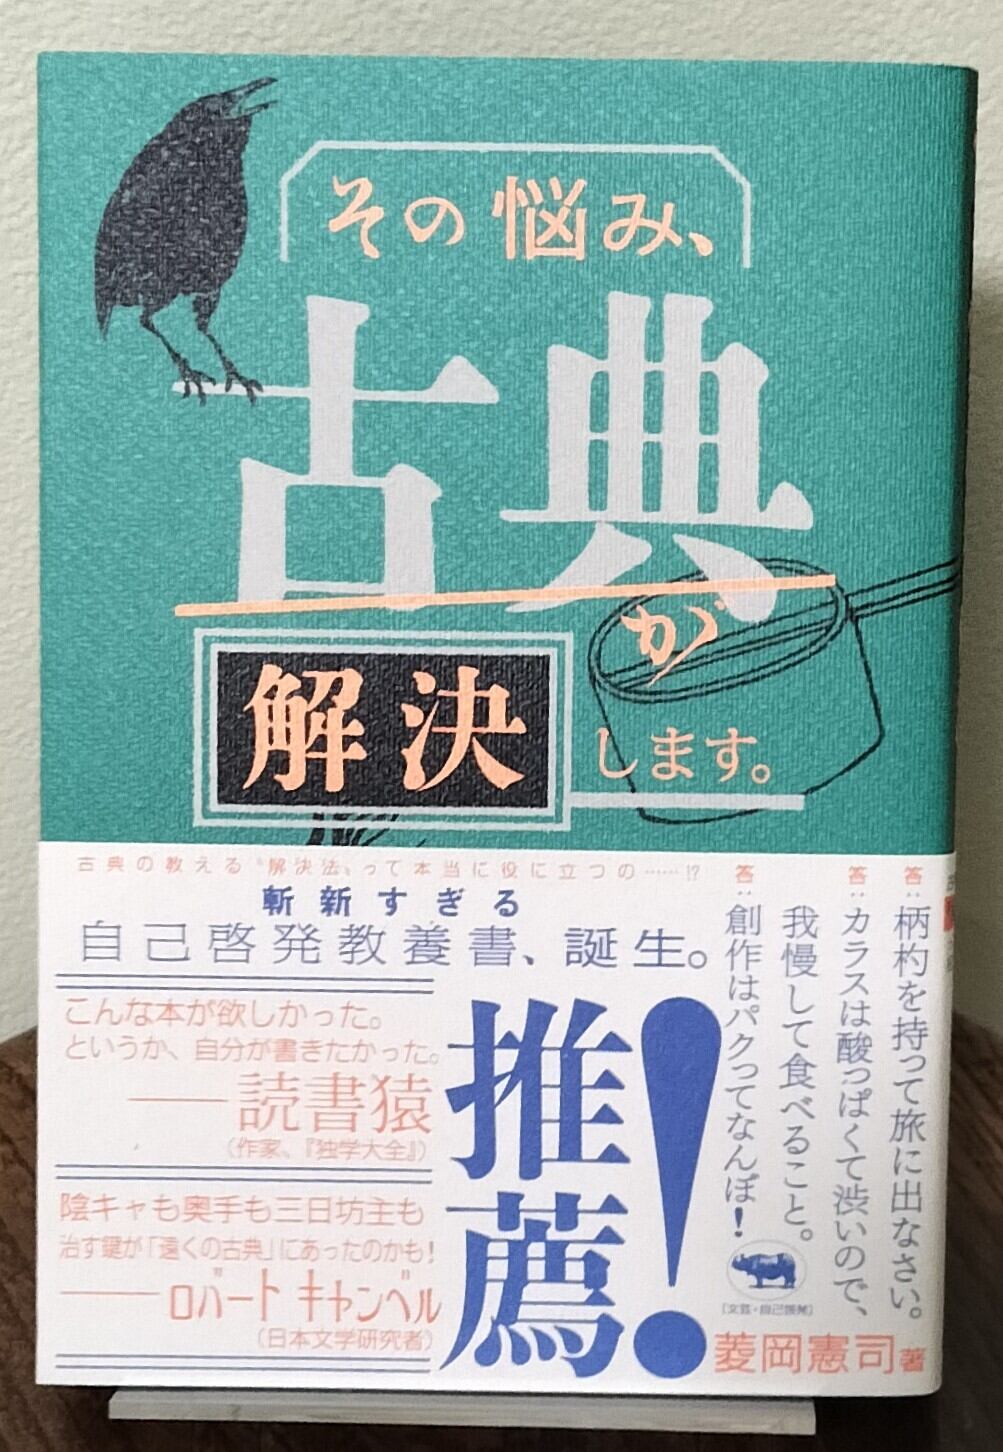 その悩み、
古典
が
解決
します。
古典の教える〝解決法〟って本当に役に立つの……!?
斬新すぎる
自己啓発教養書、誕生。
こんな本が欲しかった。
というか、自分が書きたかった。
──読書猿
(作家、『独学大全』)
陰キャも奥手も三日坊主も
治す鍵が「遠くの古典」にあったのかも!
──ロバート キャンベル
(日本文学研究者)
推薦!
答:柄杓を持って旅に出なさい。
答:カラスは酸っぱくて渋いので、
我慢して食べること。
答:創作はパクってなんぼ!
[文芸・自己啓発]
菱岡憲司 著